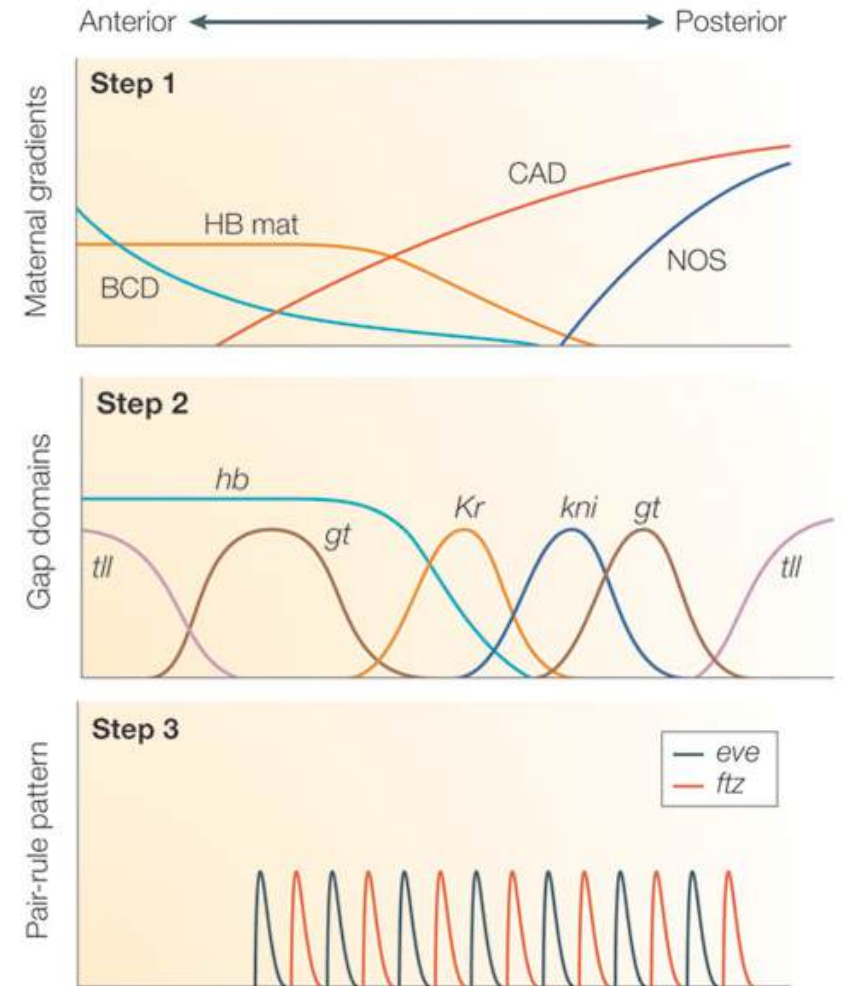 Anterior Posterior
Step 1
Maternal gradients
CAD
HB mat
NOS
BCD
Step 2
Gap domains
hb
Kr kni gt
gt
tll tll
Step 3
Pair-rule pattern
eve
ftz